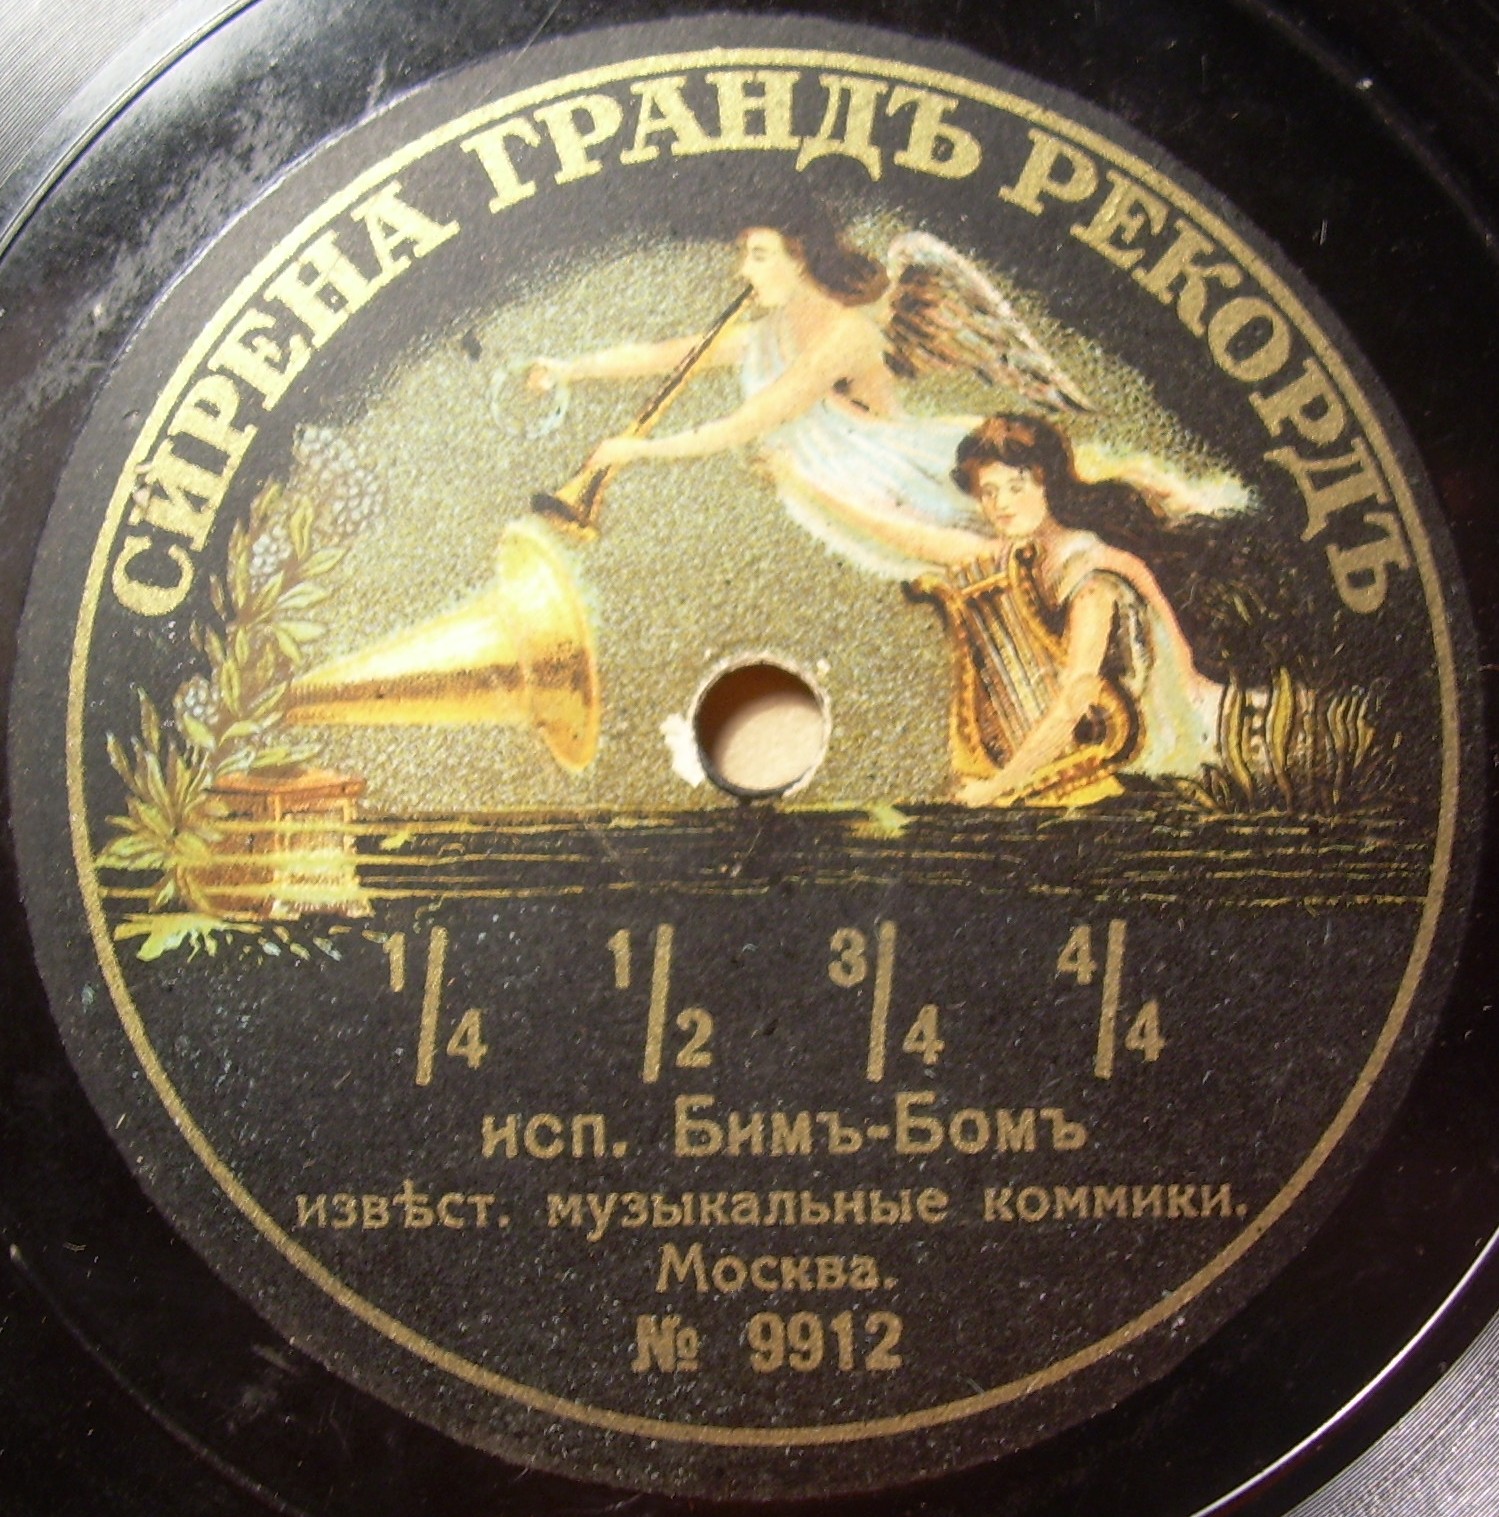 СИРЕНА ГРАНДЪ РЕКОРДЪ
1/4 1/2 3/4 4/4
исп. Бимъ-Бомъ
извѣст. музыкальные коммики.
Москва.
№ 9912